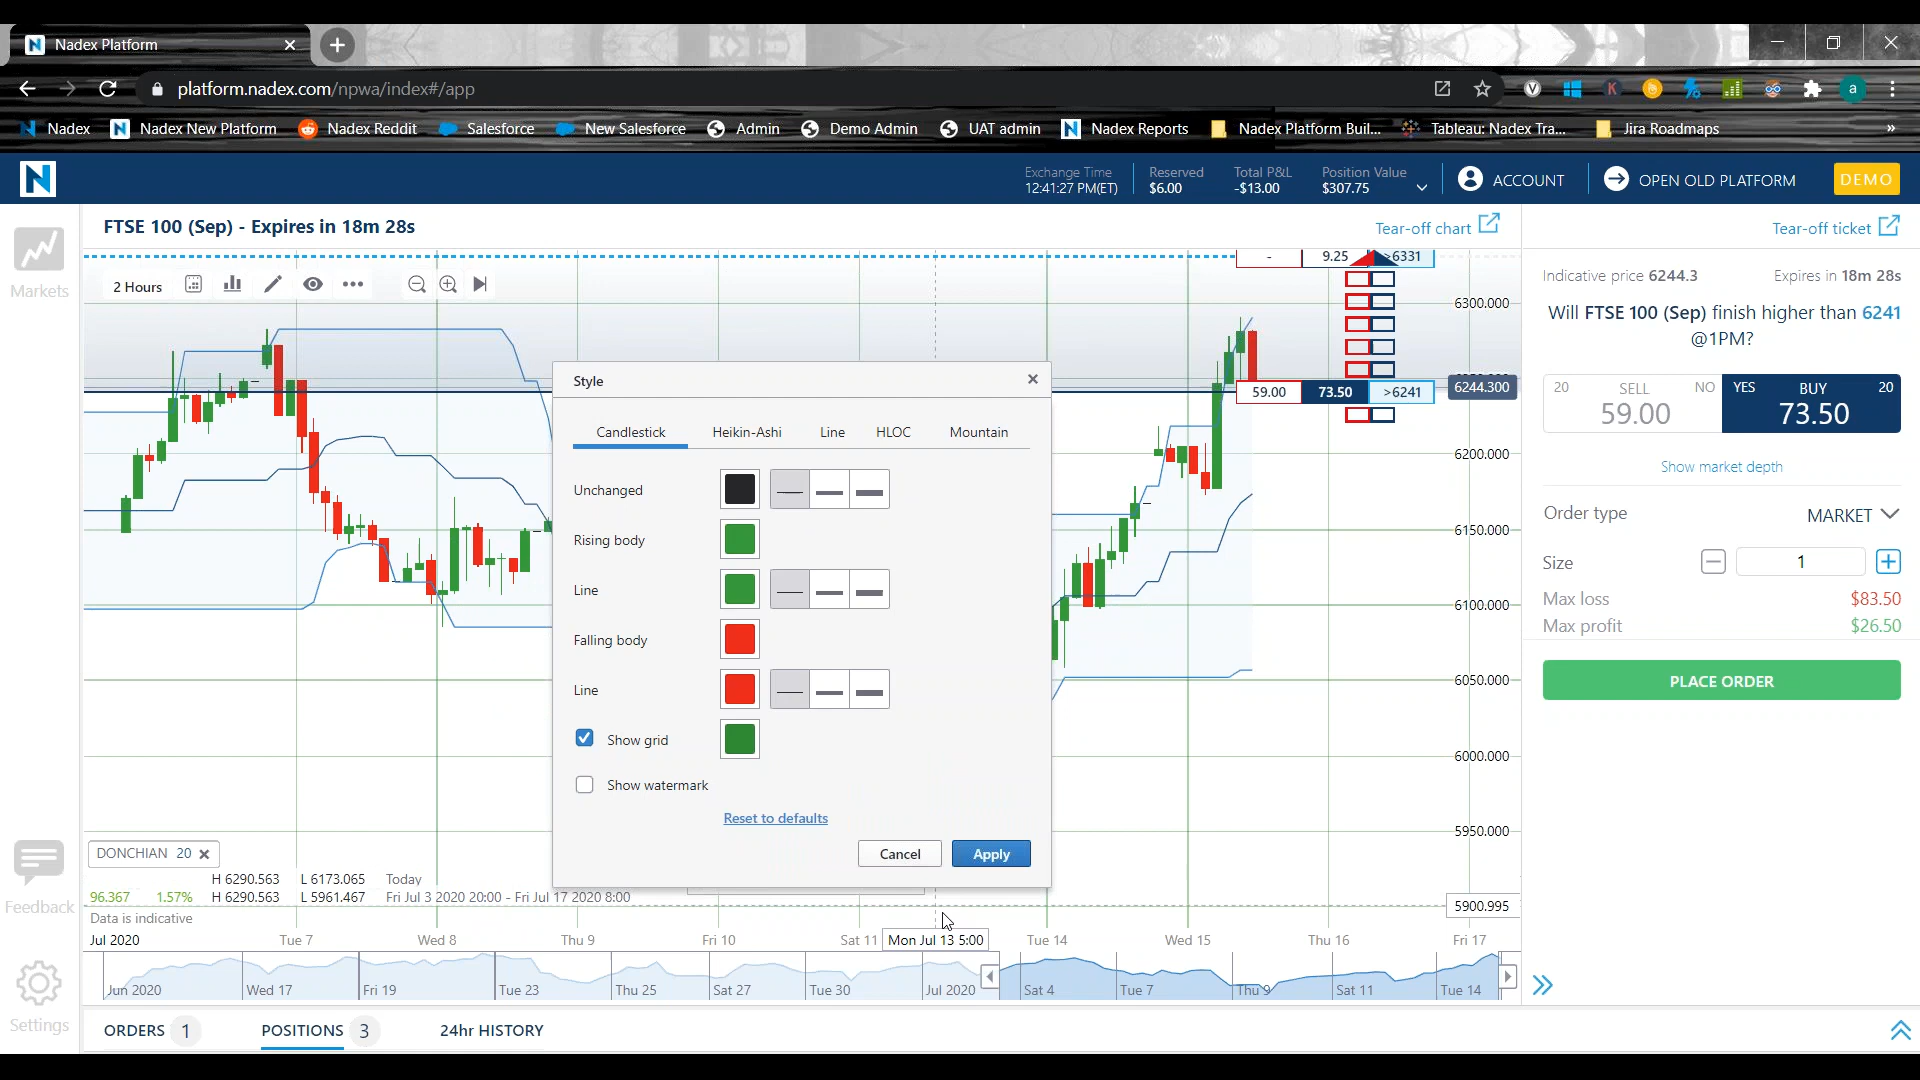 Nadex Platform
platform.nadex.com/npwa/index#/app
Nadex
Nadex New Platform
Nadex Reddit
Salesforce
New Salesforce
Admin
Demo Admin
UAT admin
Nadex Reports
Nadex Platform Buil...
Tableau: Nadex Tra...
Jira Roadmaps
»
Exchange Time
12:41:27 PM(ET)
Reserved
$6.00
Total P&L
-$13.00
Position Value
$307.75
ACCOUNT
OPEN OLD PLATFORM
DEMO
Markets
Feedback
Settings
FTSE 100 (Sep) - Expires in 18m 28s
Tear-off chart
2 Hours
- 9.25 >6331
59.00 73.50 >6241
6300.000
6244.300
6200.000
6150.000
6100.000
6050.000
6000.000
5950.000
5900.995
Style
Candlestick
Heikin-Ashi
Line
HLOC
Mountain
Unchanged
Rising body
Line
Falling body
Line
Show grid
Show watermark
Reset to defaults
Cancel
Apply
DONCHIAN 20
H 6290.563 L 6173.065 Today
96.367 1.57% H 6290.563 L 5961.467 Fri Jul 3 2020 20:00 - Fri Jul 17 2020 8:00
Data is indicative
Jul 2020
Tue 7
Wed 8
Thu 9
Fri 10
Sat 11
Mon Jul 13 5:00
Tue 14
Wed 15
Thu 16
Fri 17
Jun 2020
Wed 17
Fri 19
Tue 23
Thu 25
Sat 27
Tue 30
Jul 2020
Sat 4
Tue 7
Thu 9
Sat 11
Tue 14
ORDERS 1
POSITIONS 3
24hr HISTORY
Tear-off ticket
Indicative price 6244.3
Expires in 18m 28s
Will FTSE 100 (Sep) finish higher than 6241
@1PM?
20 SELL NO
59.00
YES BUY 20
73.50
Show market depth
Order type
MARKET
Size
1
Max loss
$83.50
Max profit
$26.50
PLACE ORDER